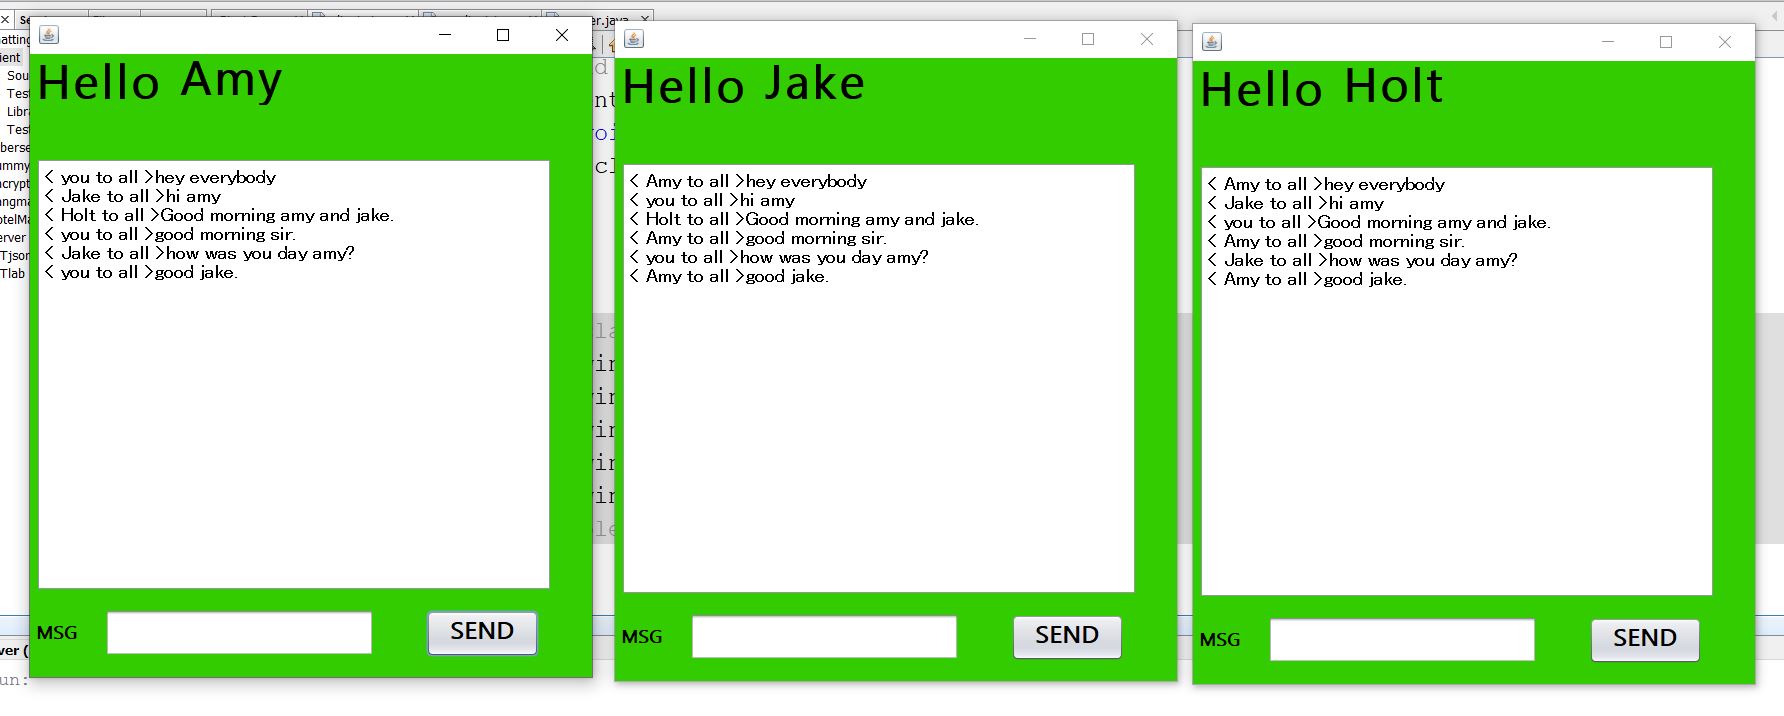 Hello Amy
< you to all >hey everybody
< Jake to all >hi amy
< Holt to all >Good morning amy and jake.
< you to all >good morning sir.
< Jake to all >how was you day amy?
< you to all >good jake.
MSG
SEND
Hello Jake
< Amy to all >hey everybody
< you to all >hi amy
< Holt to all >Good morning amy and jake.
< Amy to all >good morning sir.
< you to all >how was you day amy?
< Amy to all >good jake.
MSG
SEND
Hello Holt
< Amy to all >hey everybody
< Jake to all >hi amy
< you to all >Good morning amy and jake.
< Amy to all >good morning sir.
< Jake to all >how was you day amy?
< Amy to all >good jake.
MSG
SEND